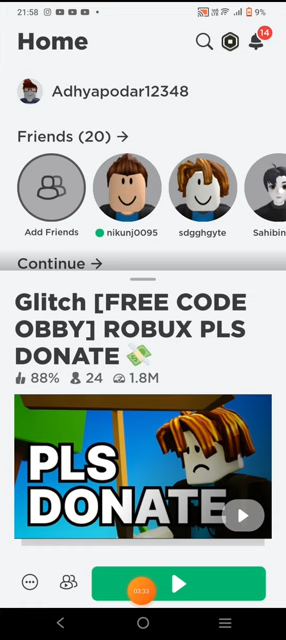 21:58
9%
Home
14
Adhyapodar12348
Friends (20) →
Add Friends
nikunj0095
sdgghgyte
Sahibin
Continue →
Glitch [FREE CODE
OBBY] ROBUX PLS
DONATE 💸
88% 24 1.8M
PLS
DONATE
03:33